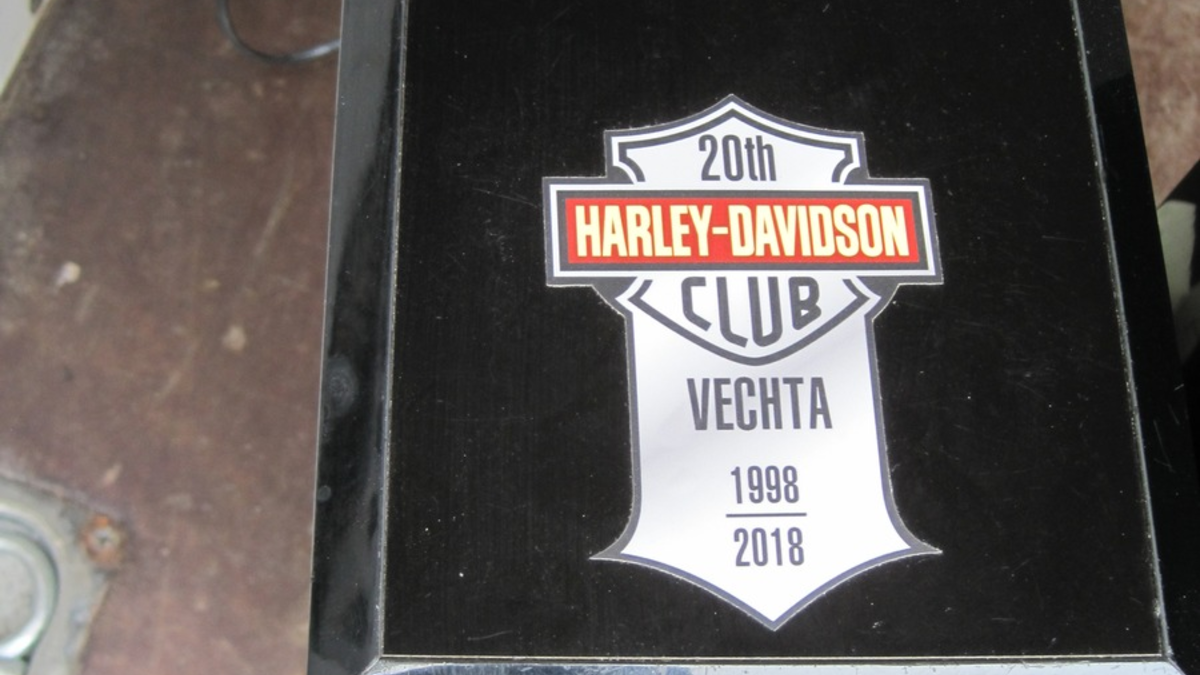 20th
HARLEY-DAVIDSON
CLUB
VECHTA
1998
2018